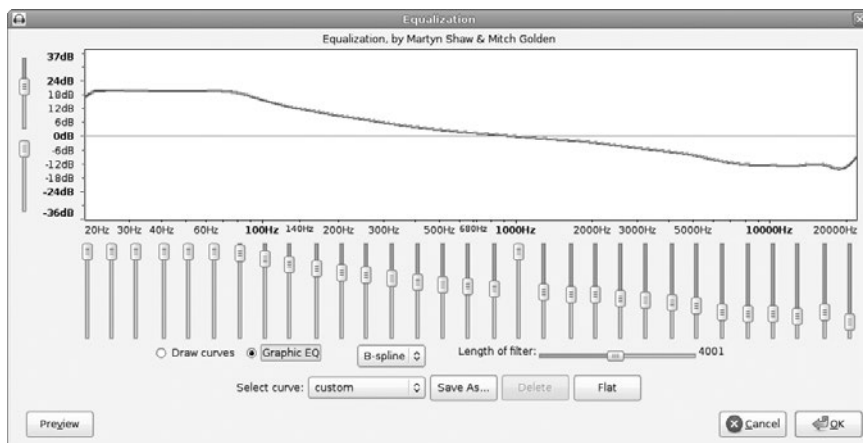 Equalization
Equalization, by Martyn Shaw & Mitch Golden
37dB
24dB
18dB
12dB
6dB
0dB
-6dB
-12dB
-18dB
-24dB
-36dB
20Hz 30Hz 40Hz 60Hz 100Hz 140Hz 200Hz 300Hz 500Hz 680Hz 1000Hz 2000Hz 3000Hz 5000Hz 10000Hz 20000Hz
Draw curves Graphic EQ B-spline Length of filter: 4001
Select curve: custom Save As... Delete Flat
Preview Cancel OK